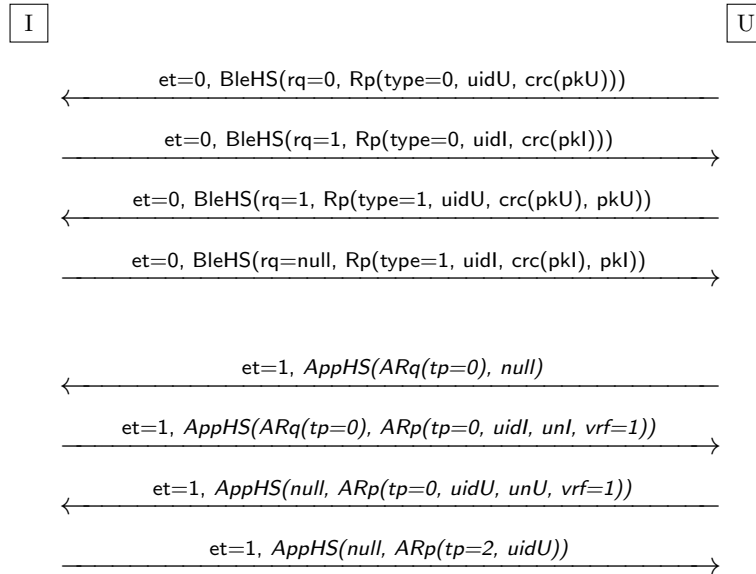 I U
et=0, BleHS(rq=0, Rp(type=0, uidU, crc(pkU)))
et=0, BleHS(rq=1, Rp(type=0, uidI, crc(pkI)))
et=0, BleHS(rq=1, Rp(type=1, uidU, crc(pkU), pkU))
et=0, BleHS(rq=null, Rp(type=1, uidI, crc(pkI), pkI))
et=1, AppHS(ARq(tp=0), null)
et=1, AppHS(ARq(tp=0), ARp(tp=0, uidI, unI, vrf=1))
et=1, AppHS(null, ARp(tp=0, uidU, unU, vrf=1))
et=1, AppHS(null, ARp(tp=2, uidU))